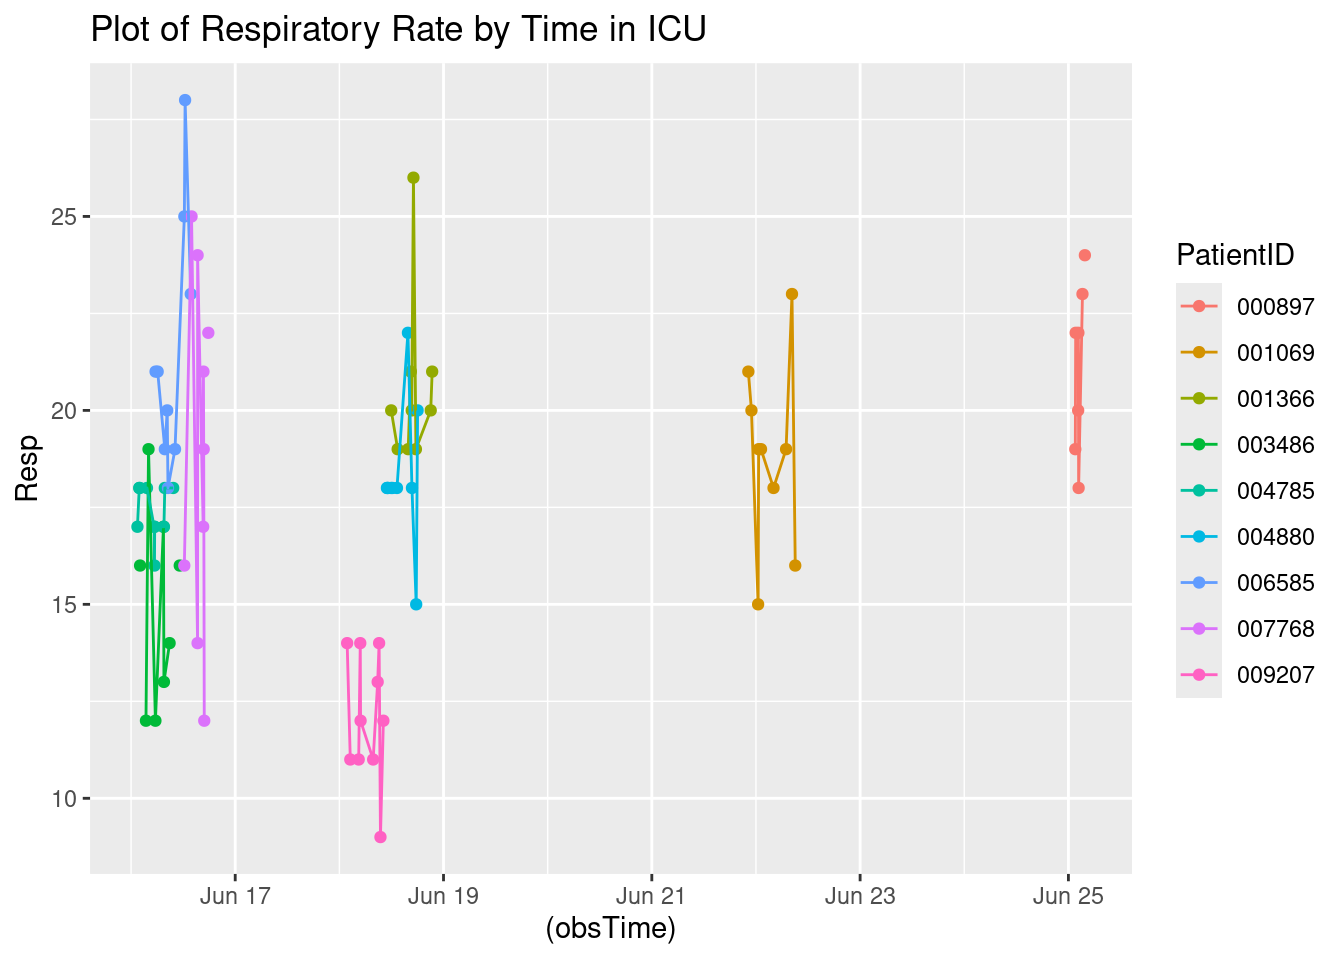 Plot of Respiratory Rate by Time in ICU
Resp
25
20
15
10
Jun 17
Jun 19
Jun 21
Jun 23
Jun 25
(obsTime)
PatientID
000897
001069
001366
003486
004785
004880
006585
007768
009207